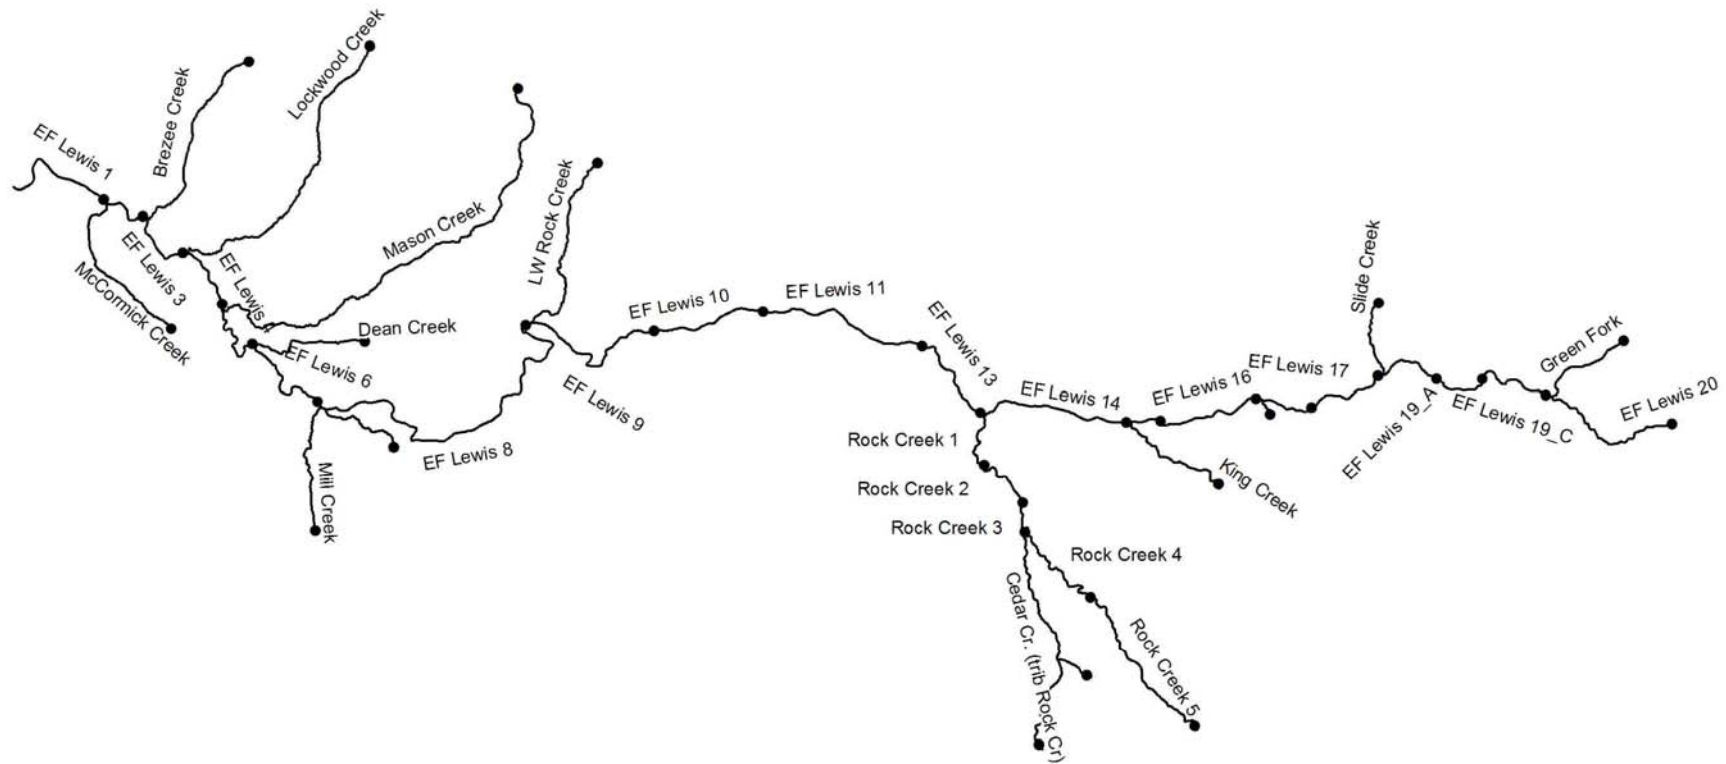 EF Lewis 1
Brezee Creek
Lockwood Creek
McCormick Creek
EF Lewis 3
EF Lewis 4
Mason Creek
Dean Creek
EF Lewis 6
Mill Creek
EF Lewis 8
LW Rock Creek
EF Lewis 9
EF Lewis 10
EF Lewis 11
EF Lewis 13
EF Lewis 14
Rock Creek 1
Rock Creek 2
Rock Creek 3
Rock Creek 4
Rock Creek 5
Cedar Cr. (trib Rock Cr)
King Creek
EF Lewis 16
EF Lewis 17
Slide Creek
EF Lewis 19_A
EF Lewis 19_C
Green Fork
EF Lewis 20